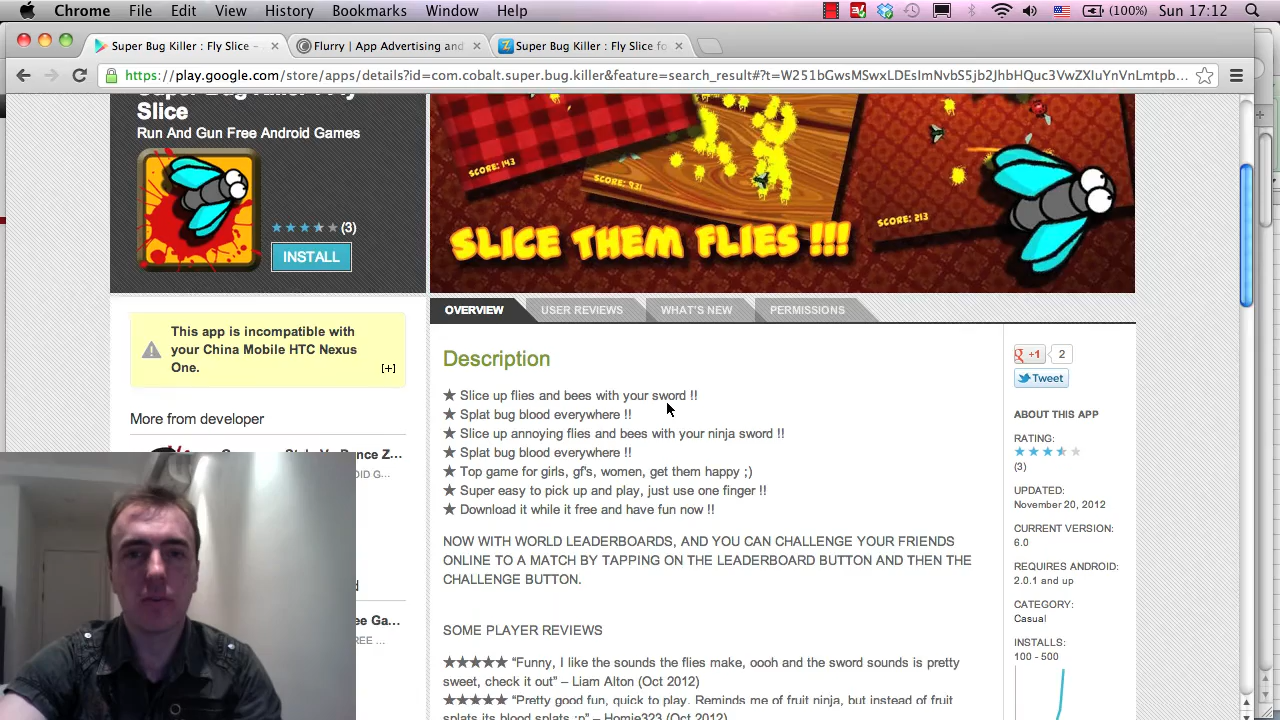 Chrome File Edit View History Bookmarks Window Help (100%) Sun 17:12
Super Bug Killer : Fly Slice - Flurry | App Advertising and Super Bug Killer : Fly Slice fo
https://play.google.com/store/apps/details?id=com.cobalt.super.bug.killer&feature=search_result#?t=
Slice
Run And Gun Free Android Games
(3)
INSTALL
SCORE: 143
SCORE: 931
SCORE: 213
SLICE THEM FLIES !!!
OVERVIEW USER REVIEWS WHAT'S NEW PERMISSIONS
This app is incompatible with
your China Mobile HTC Nexus
One.
[+]
More from developer
Description
★ Slice up flies and bees with your sword !!
★ Splat bug blood everywhere !!
★ Slice up annoying flies and bees with your ninja sword !!
★ Splat bug blood everywhere !!
★ Top game for girls, gf's, women, get them happy ;)
★ Super easy to pick up and play, just use one finger !!
★ Download it while it free and have fun now !!
NOW WITH WORLD LEADERBOARDS, AND YOU CAN CHALLENGE YOUR FRIENDS
ONLINE TO A MATCH BY TAPPING ON THE LEADERBOARD BUTTON AND THEN THE
CHALLENGE BUTTON.
SOME PLAYER REVIEWS
★★★★★ “Funny, I like the sounds the flies make, oooh and the sword sounds is pretty
sweet, check it out” – Liam Alton (Oct 2012)
★★★★★ “Pretty good fun, quick to play. Reminds me of fruit ninja, but instead of fruit
splats its blood splats :p” – Homie323 (Oct 2012)
+1 2
Tweet
ABOUT THIS APP
RATING:
(3)
UPDATED:
November 20, 2012
CURRENT VERSION:
6.0
REQUIRES ANDROID:
2.0.1 and up
CATEGORY:
Casual
INSTALLS:
100 - 500